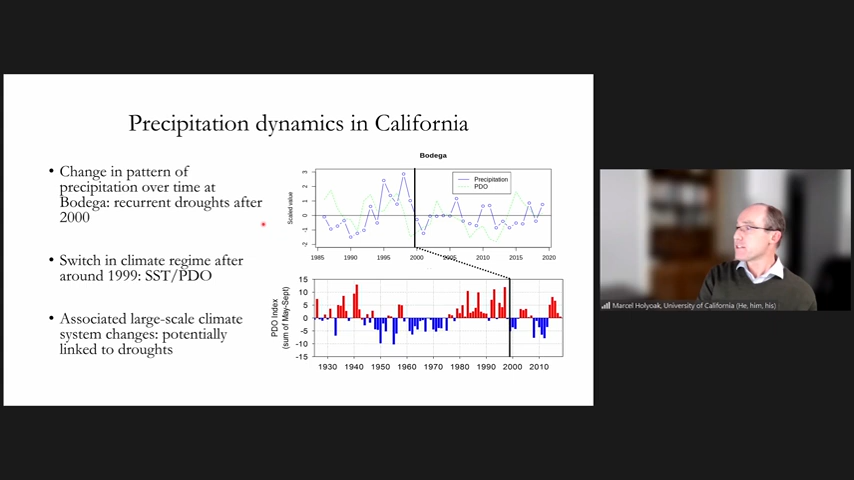 Precipitation dynamics in California
• Change in pattern of
precipitation over time at
Bodega: recurrent droughts after
2000
• Switch in climate regime after
around 1999: SST/PDO
• Associated large-scale climate
system changes: potentially
linked to droughts
Bodega
Scaled value
3
2
1
0
-1
-2
Precipitation
PDO
1985 1990 1995 2000 2005 2010 2015 2020
PDO Index
(sum of May-Sept)
15
10
5
0
-5
-10
-15
1930 1940 1950 1960 1970 1980 1990 2000 2010
Marcel Holyoak, University of California (He, him, his)